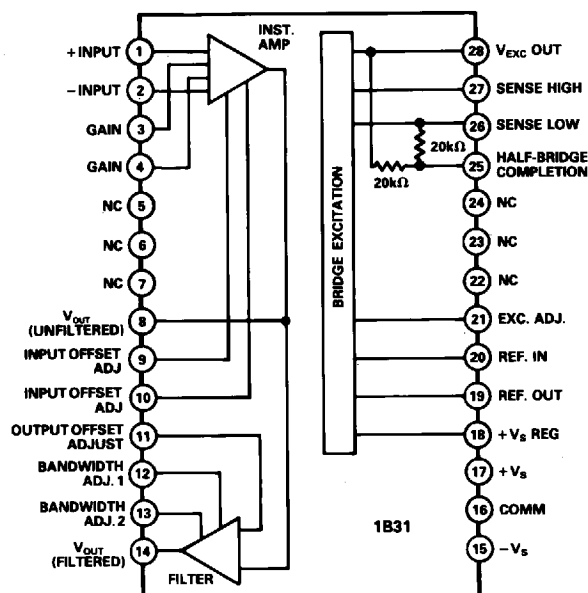 INST.
AMP
+ INPUT
1
− INPUT
2
GAIN
3
GAIN
4
NC
5
NC
6
NC
7
VOUT
(UNFILTERED)
8
INPUT OFFSET
ADJ
9
INPUT OFFSET
ADJ
10
OUTPUT OFFSET
ADJUST
11
BANDWIDTH
ADJ. 1
12
BANDWIDTH
ADJ. 2
13
VOUT
(FILTERED)
14
FILTER
BRIDGE EXCITATION
28
VEXC OUT
27
SENSE HIGH
26
SENSE LOW
20kΩ
20kΩ
25
HALF-BRIDGE
COMPLETION
24
NC
23
NC
22
NC
21
EXC. ADJ.
20
REF. IN
19
REF. OUT
18
+ VS REG
17
+ VS
16
COMM
15
− VS
1B31